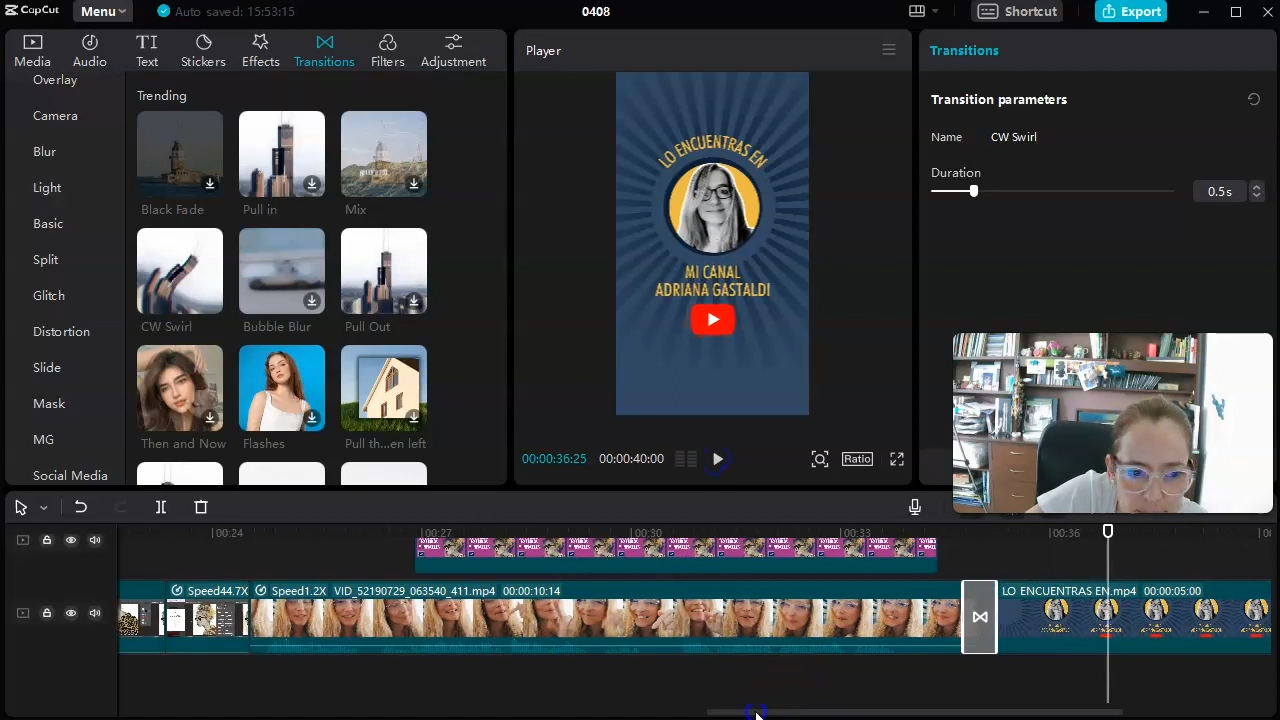 CapCut
Menu
Auto saved: 15:53:15
0408
Shortcut
Export
Media
Audio
Text
Stickers
Effects
Transitions
Filters
Adjustment
Overlay
Camera
Blur
Light
Basic
Split
Glitch
Distortion
Slide
Mask
MG
Social Media
Trending
Black Fade
Pull in
Mix
CW Swirl
Bubble Blur
Pull Out
Then and Now
Flashes
Pull th...en left
Player
LO ENCUENTRAS EN
MI CANAL
ADRIANA GASTALDI
00:00:36:25
00:00:40:00
Ratio
Transitions
Transition parameters
Name
CW Swirl
Duration
0.5s
00:24
00:27
00:30
00:33
00:36
Speed44.7X
Speed1.2X
VID_52190729_063540_411.mp4
00:00:10:14
LO ENCUENTRAS EN.mp4
00:00:05:00